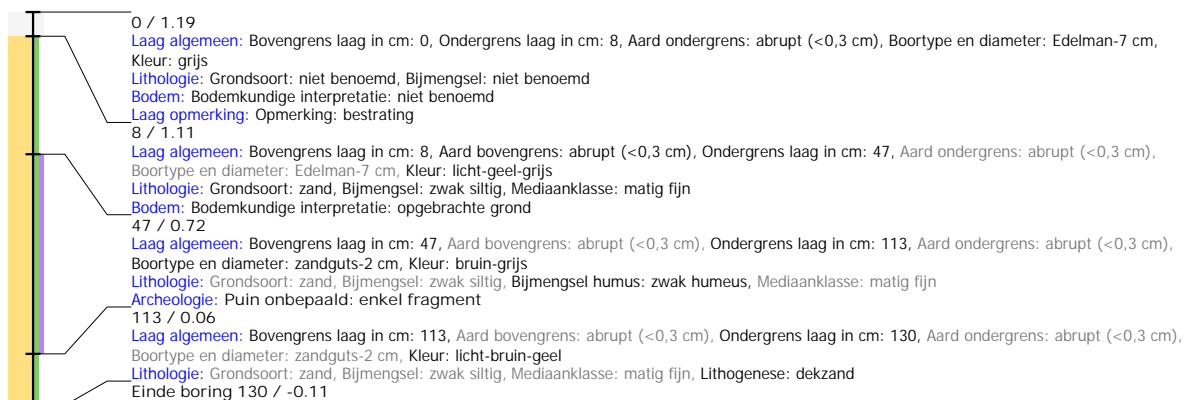 0 / 1.19
Laag algemeen: Bovengrens laag in cm: 0, Ondergrens laag in cm: 8, Aard ondergrens: abrupt (<0,3 cm), Boortype en diameter: Edelman-7 cm,
Kleur: grijs
Lithologie: Grondsoort: niet benoemd, Bijmengsel: niet benoemd
Bodem: Bodemkundige interpretatie: niet benoemd
Laag opmerking: Opmerking: bestrating
8 / 1.11
Laag algemeen: Bovengrens laag in cm: 8, Aard bovengrens: abrupt (<0,3 cm), Ondergrens laag in cm: 47, Aard ondergrens: abrupt (<0,3 cm),
Boortype en diameter: Edelman-7 cm, Kleur: licht-geel-grijs
Lithologie: Grondsoort: zand, Bijmengsel: zwak siltig, Mediaanklasse: matig fijn
Bodem: Bodemkundige interpretatie: opgebrachte grond
47 / 0.72
Laag algemeen: Bovengrens laag in cm: 47, Aard bovengrens: abrupt (<0,3 cm), Ondergrens laag in cm: 113, Aard ondergrens: abrupt (<0,3 cm),
Boortype en diameter: zandguts-2 cm, Kleur: bruin-grijs
Lithologie: Grondsoort: zand, Bijmengsel: zwak siltig, Bijmengsel humus: zwak humeus, Mediaanklasse: matig fijn
Archeologie: Puin onbepaald: enkel fragment
113 / 0.06
Laag algemeen: Bovengrens laag in cm: 113, Aard bovengrens: abrupt (<0,3 cm), Ondergrens laag in cm: 130, Aard ondergrens: abrupt (<0,3 cm),
Boortype en diameter: zandguts-2 cm, Kleur: licht-bruin-geel
Lithologie: Grondsoort: zand, Bijmengsel: zwak siltig, Mediaanklasse: matig fijn, Lithogenese: dekzand
Einde boring 130 / -0.11